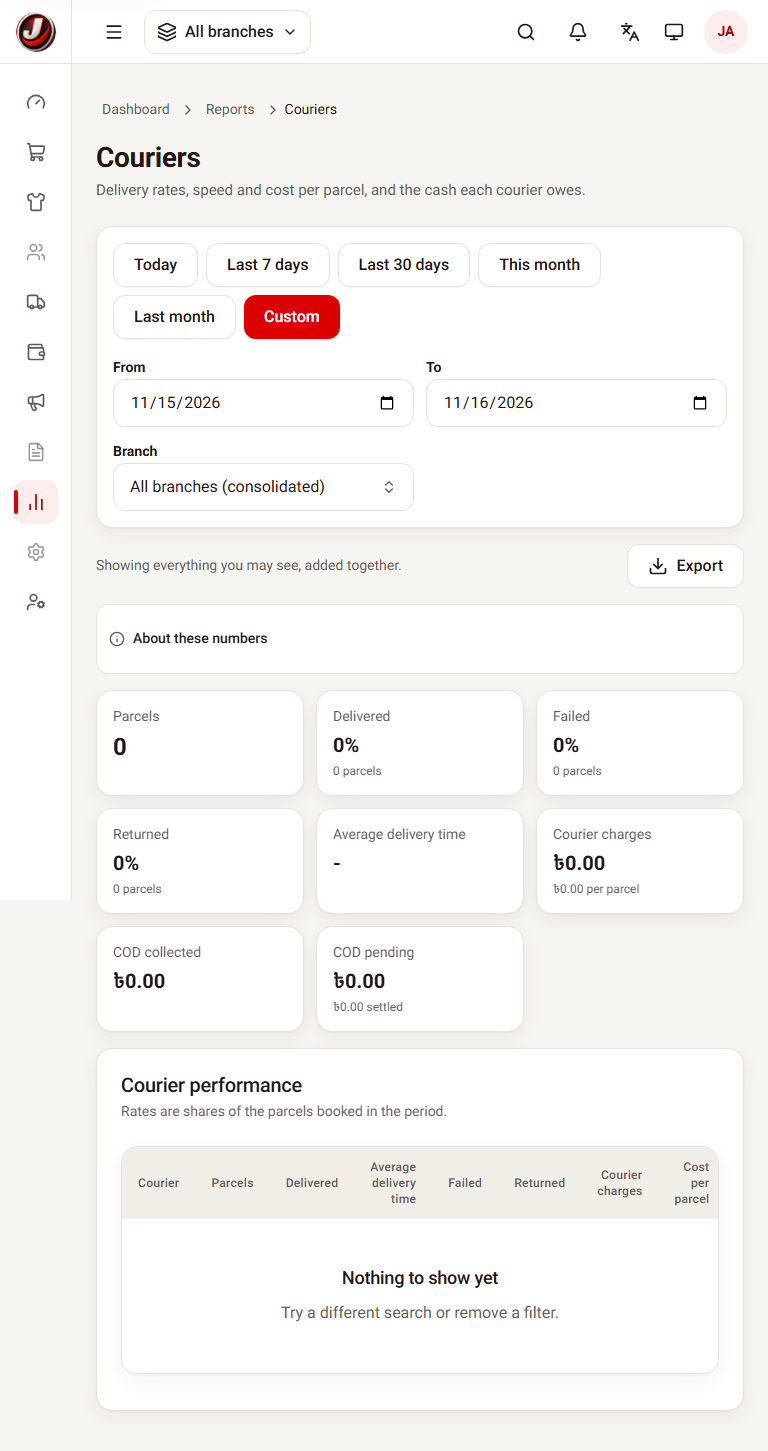 J
All branches
JA
Dashboard > Reports > Couriers
Couriers
Delivery rates, speed and cost per parcel, and the cash each courier owes.
Today Last 7 days Last 30 days This month
Last month Custom
From To
11/15/2026 11/16/2026
Branch
All branches (consolidated)
Showing everything you may see, added together. Export
About these numbers
Parcels Delivered Failed
0 0% 0%
0 parcels 0 parcels
Returned Average delivery time Courier charges
0% - ৳0.00
0 parcels ৳0.00 per parcel
COD collected COD pending
৳0.00 ৳0.00
৳0.00 settled
Courier performance
Rates are shares of the parcels booked in the period.
Courier Parcels Delivered Average delivery time Failed Returned Courier charges Cost per parcel
Nothing to show yet
Try a different search or remove a filter.